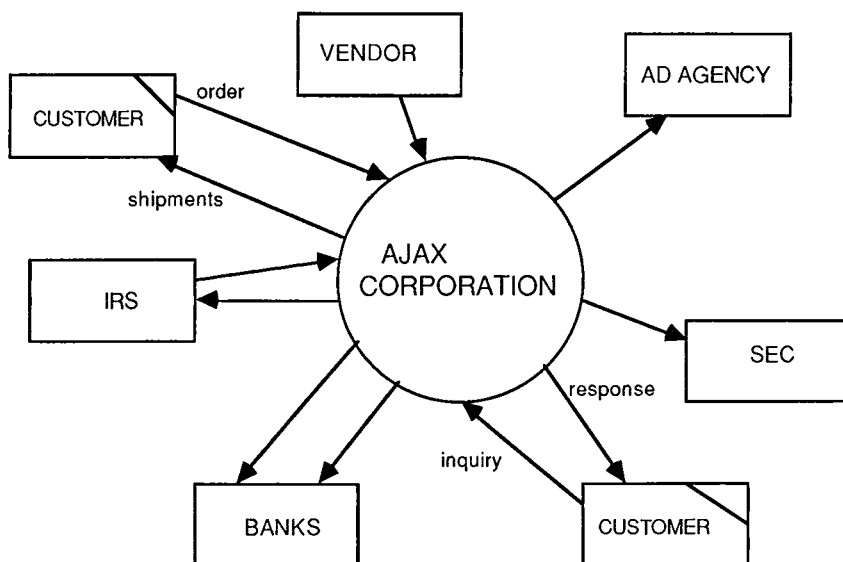 VENDOR
AD AGENCY
order
CUSTOMER
shipments
AJAX
CORPORATION
IRS
SEC
response
inquiry
BANKS
CUSTOMER